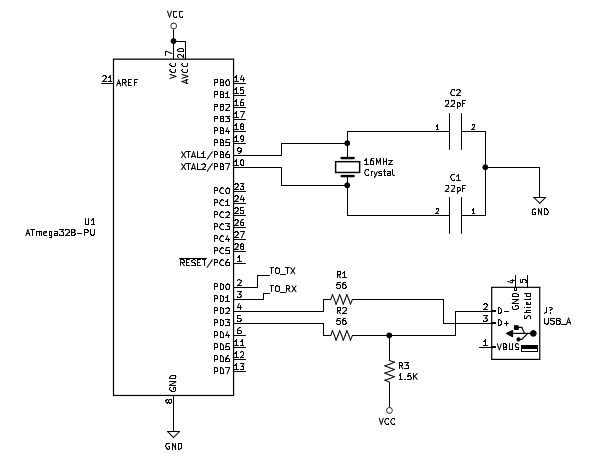 VCC
7
20
VCC
AVCC
21 AREF
PB0 14
PB1 15
PB2 16
PB3 17
PB4 18
PB5 19
XTAL1/PB6 9
XTAL2/PB7 10
PC0 23
PC1 24
PC2 25
PC3 26
PC4 27
PC5 28
RESET/PC6 1
PD0 2
PD1 3
PD2 4
PD3 5
PD4 6
PD5 11
PD6 12
PD7 13
U1
ATmega328-PU
GND
8
GND
TO_TX
TO_RX
16MHz
Crystal
C2
22pF
1 2
C1
22pF
2 1
GND
R1
56
R2
56
R3
1.5K
VCC
4 5
GND
Shield
2 D-
3 D+
1 VBUS
J?
USB_A